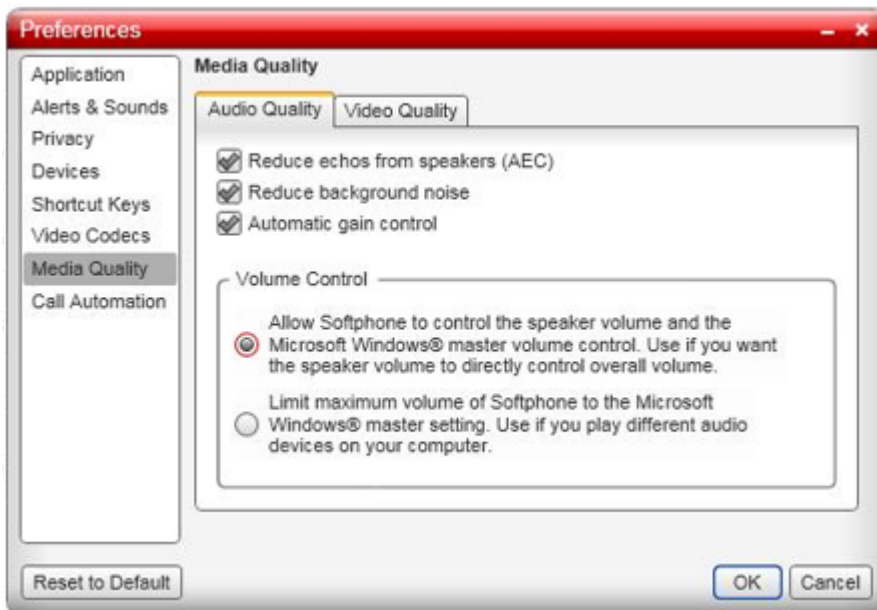 Preferences
Application
Alerts & Sounds
Privacy
Devices
Shortcut Keys
Video Codecs
Media Quality
Call Automation
Media Quality
Audio Quality
Video Quality
Reduce echos from speakers (AEC)
Reduce background noise
Automatic gain control
Volume Control
Allow Softphone to control the speaker volume and the
Microsoft Windows® master volume control. Use if you want
the speaker volume to directly control overall volume.
Limit maximum volume of Softphone to the Microsoft
Windows® master setting. Use if you play different audio
devices on your computer.
Reset to Default
OK
Cancel